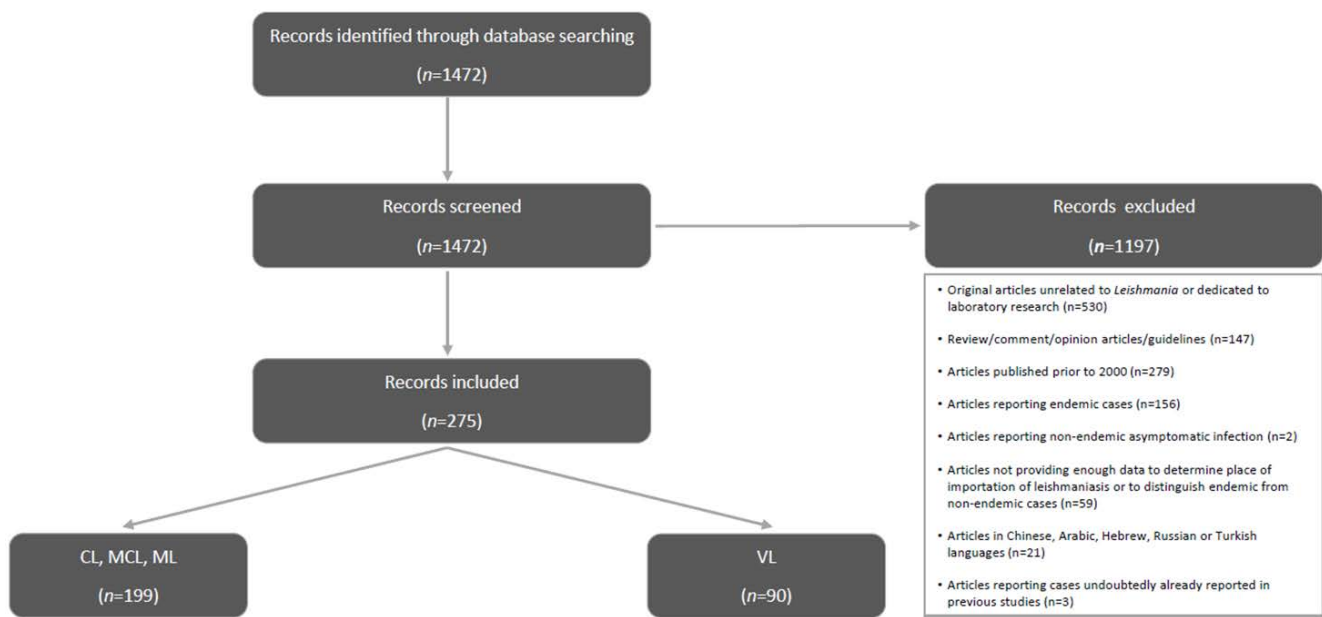 Records identified through database searching
(n=1472)
Records screened
(n=1472)
Records excluded
(n=1197)
• Original articles unrelated to Leishmania or dedicated to
laboratory research (n=530)
• Review/comment/opinion articles/guidelines (n=147)
• Articles published prior to 2000 (n=279)
• Articles reporting endemic cases (n=156)
• Articles reporting non-endemic asymptomatic infection (n=2)
• Articles not providing enough data to determine place of
importation of leishmaniasis or to distinguish endemic from
non-endemic cases (n=59)
• Articles in Chinese, Arabic, Hebrew, Russian or Turkish
languages (n=21)
• Articles reporting cases undoubtedly already reported in
previous studies (n=3)
Records included
(n=275)
CL, MCL, ML
(n=199)
VL
(n=90)